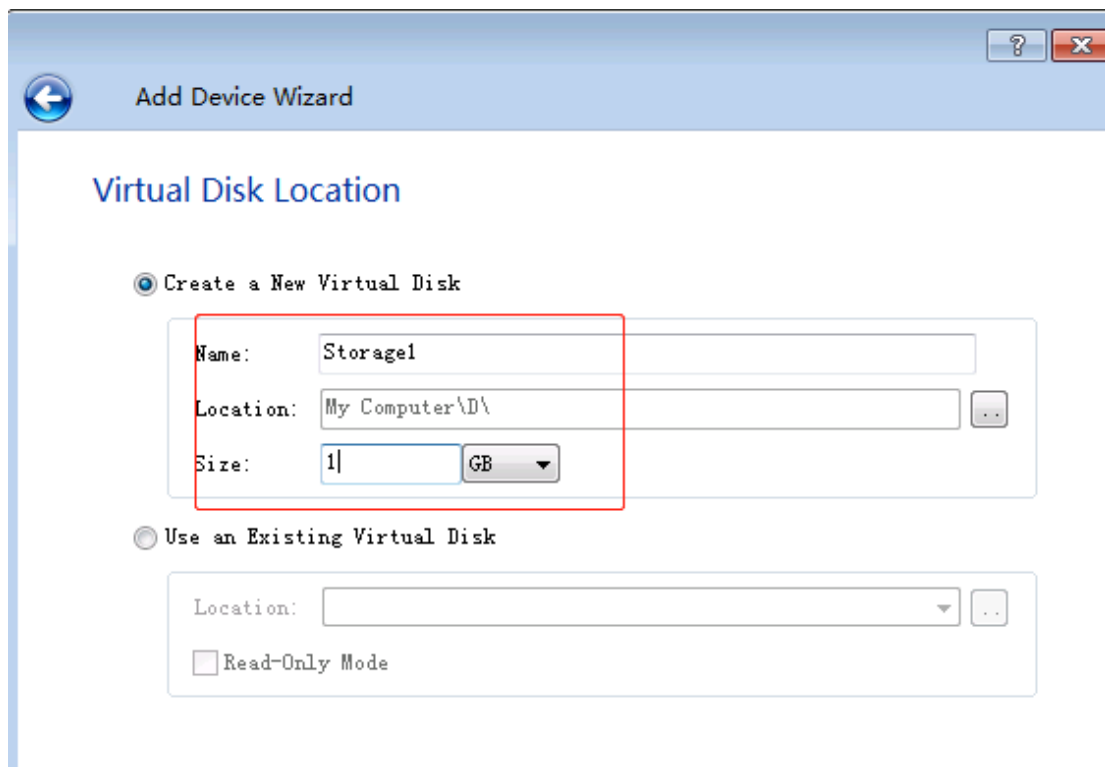 ?
Add Device Wizard
Virtual Disk Location
Create a New Virtual Disk
Name: Storage1
Location: My Computer\D\ ..
Size: 1 GB
Use an Existing Virtual Disk
Location: ..
Read-Only Mode